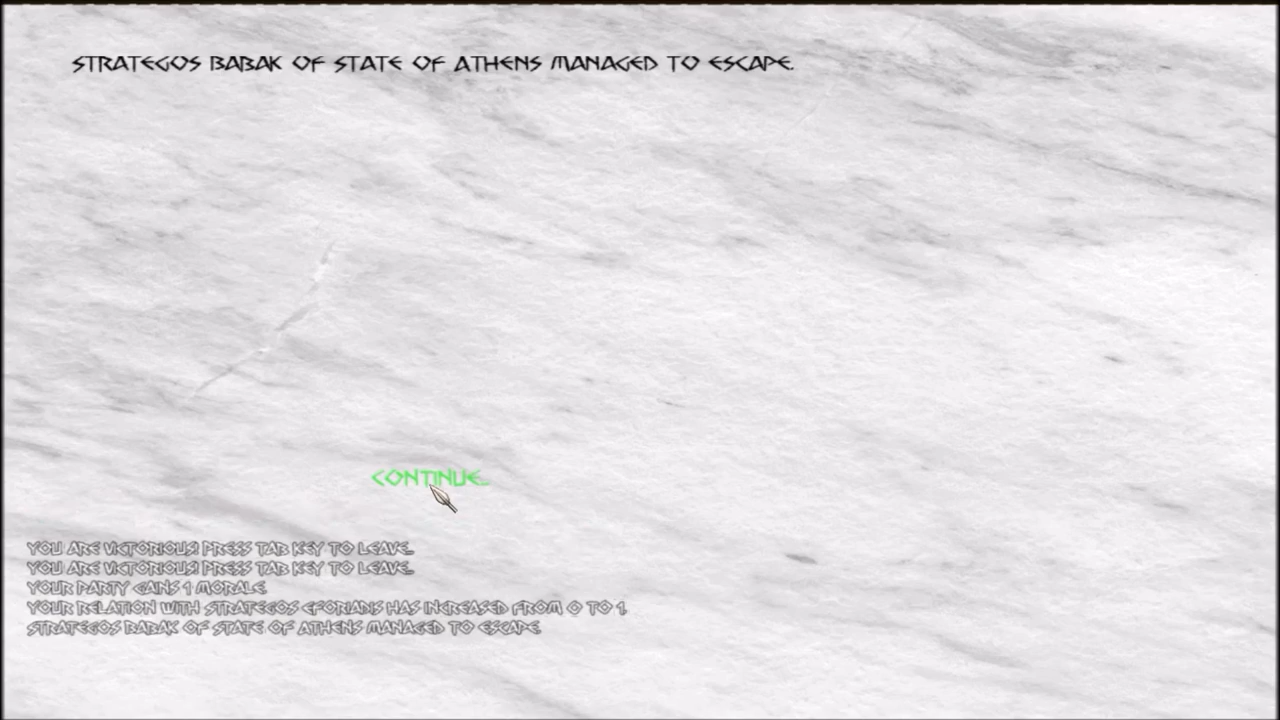 STRATEGOS BABAK OF STATE OF ATHENS MANAGED TO ESCAPE.
CONTINUE...
YOU ARE VICTORIOUS! PRESS TAB KEY TO LEAVE...
YOU ARE VICTORIOUS! PRESS TAB KEY TO LEAVE...
YOUR PARTY GAINS 1 MORALE.
YOUR RELATION WITH STRATEGOS EFORIADIS HAS INCREASED FROM 0 TO 1.
STRATEGOS BABAK OF STATE OF ATHENS MANAGED TO ESCAPE.